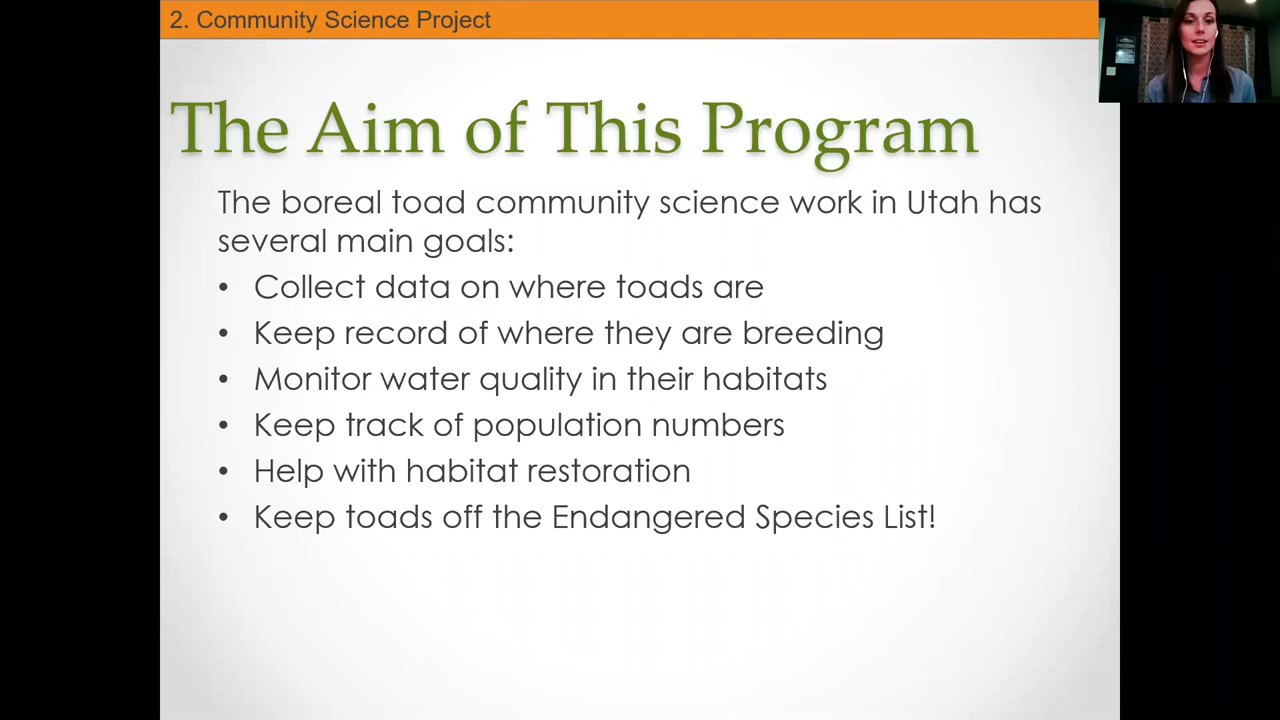 2. Community Science Project
The Aim of This Program
The boreal toad community science work in Utah has
several main goals:
• Collect data on where toads are
• Keep record of where they are breeding
• Monitor water quality in their habitats
• Keep track of population numbers
• Help with habitat restoration
• Keep toads off the Endangered Species List!